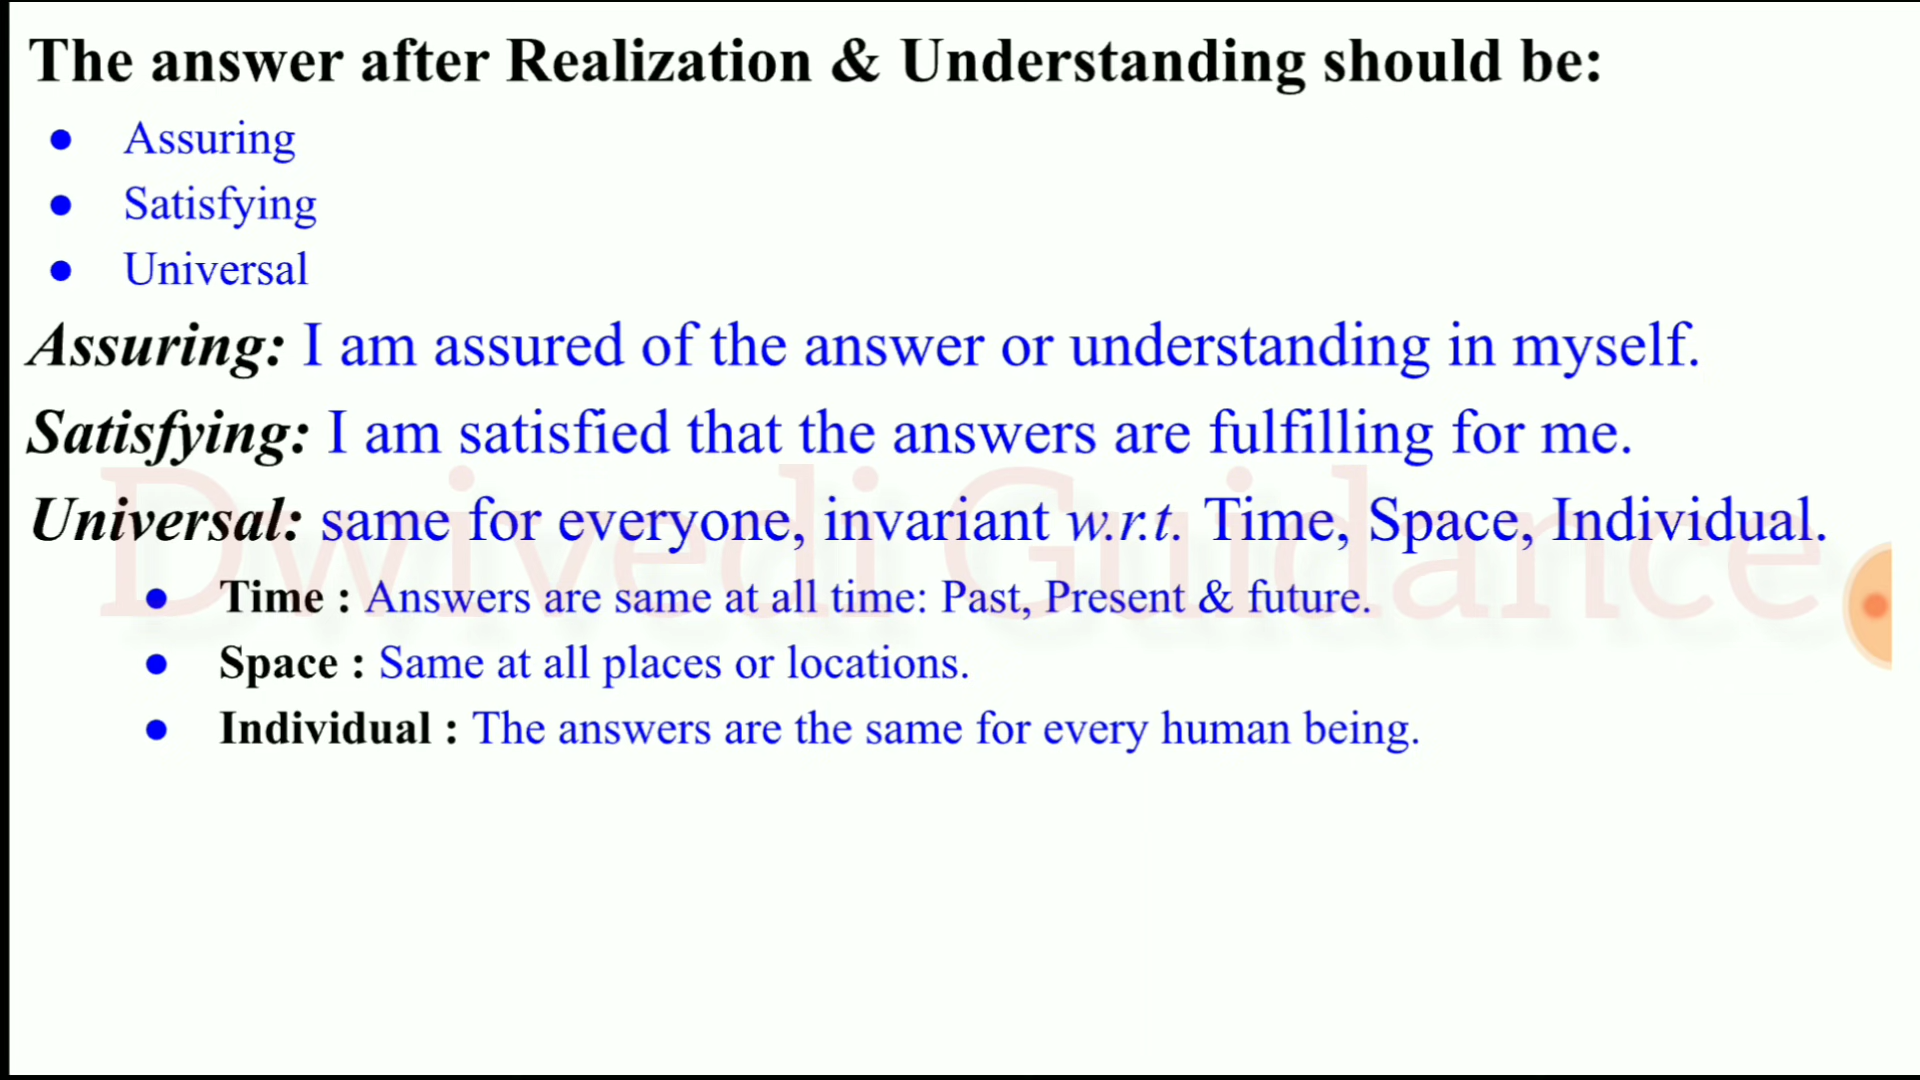 The answer after Realization & Understanding should be:
● Assuring
● Satisfying
● Universal
Assuring: I am assured of the answer or understanding in myself.
Satisfying: I am satisfied that the answers are fulfilling for me.
Universal: same for everyone, invariant w.r.t. Time, Space, Individual.
Dwivedi Guidance
● Time : Answers are same at all time: Past, Present & future.
● Space : Same at all places or locations.
● Individual : The answers are the same for every human being.